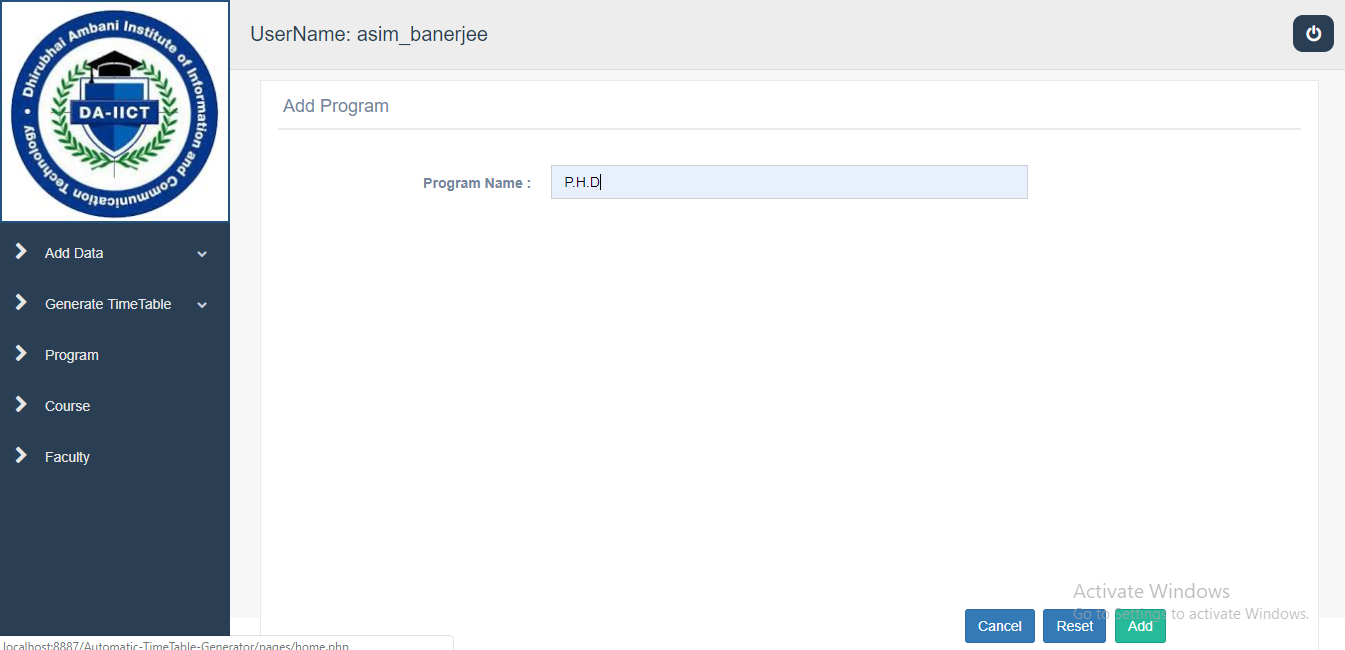 Dhirubhai Ambani Institute of Information and Communication Technology
DA-IICT
UserName: asim_banerjee
Add Program
Program Name :
P.H.D
Add Data
Generate TimeTable
Program
Course
Faculty
Activate Windows
Go to Settings to activate Windows.
Cancel
Reset
Add
localhost:8887/Automatic-TimeTable-Generator/pages/home.php